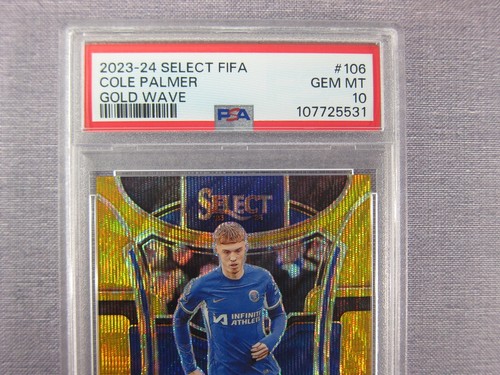 2023-24 SELECT FIFA #106
COLE PALMER GEM MT
GOLD WAVE 10
PSA 107725531
SELECT
INFINITE
ATHLETE